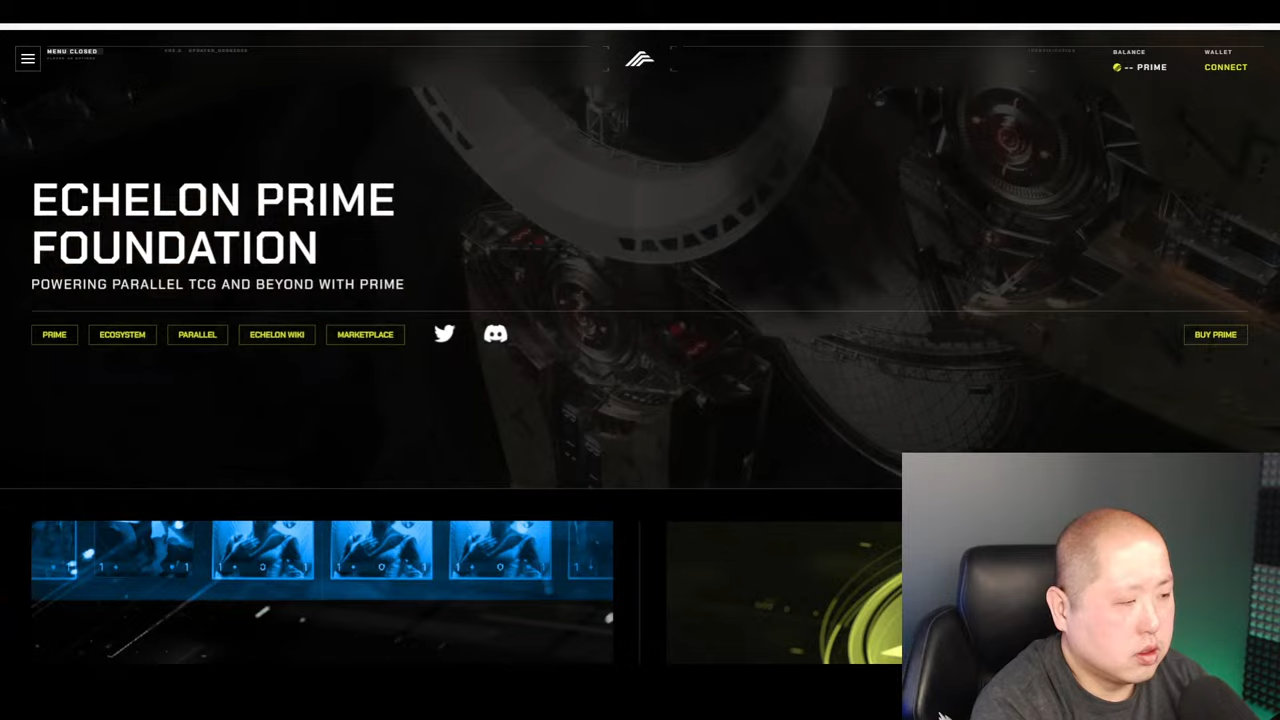 MENU CLOSED
BALANCE
WALLET
-- PRIME
CONNECT
ECHELON PRIME
FOUNDATION
POWERING PARALLEL TCG AND BEYOND WITH PRIME
PRIME
ECOSYSTEM
PARALLEL
ECHELON WIKI
MARKETPLACE
BUY PRIME